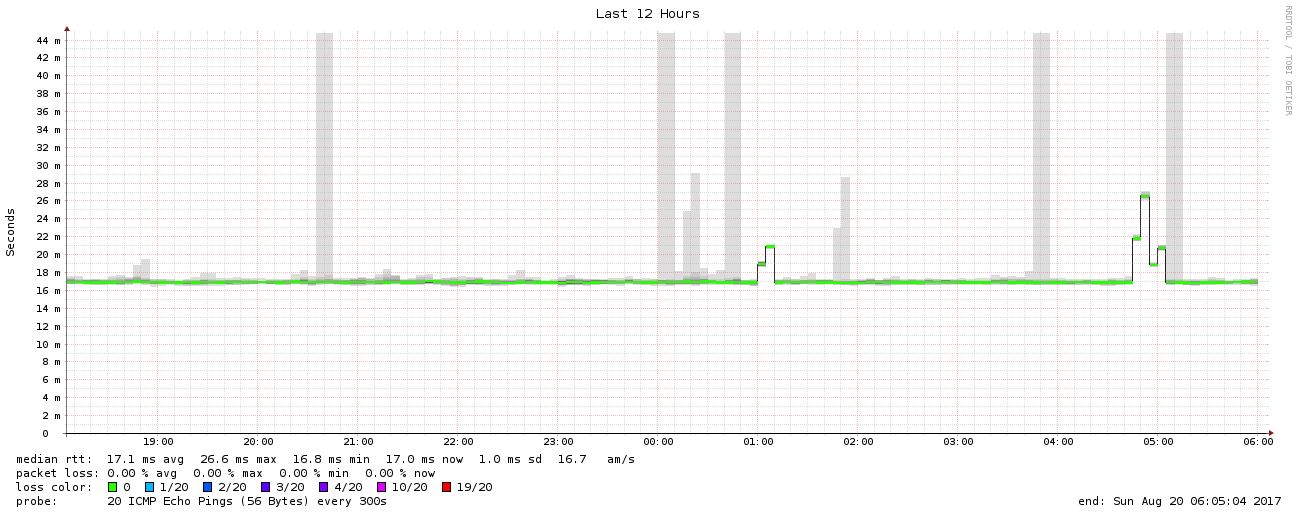 Last 12 Hours
RRDTOOL / TOBI OETIKER
Seconds
44 m
42 m
40 m
38 m
36 m
34 m
32 m
30 m
28 m
26 m
24 m
22 m
20 m
18 m
16 m
14 m
12 m
10 m
8 m
6 m
4 m
2 m
0
19:00 20:00 21:00 22:00 23:00 00:00 01:00 02:00 03:00 04:00 05:00 06:00
median rtt: 17.1 ms avg 26.6 ms max 16.8 ms min 17.0 ms now 1.0 ms sd 16.7 am/s
packet loss: 0.00 % avg 0.00 % max 0.00 % min 0.00 % now
loss color: 0 1/20 2/20 3/20 4/20 10/20 19/20
probe: 20 ICMP Echo Pings (56 Bytes) every 300s end: Sun Aug 20 06:05:04 2017